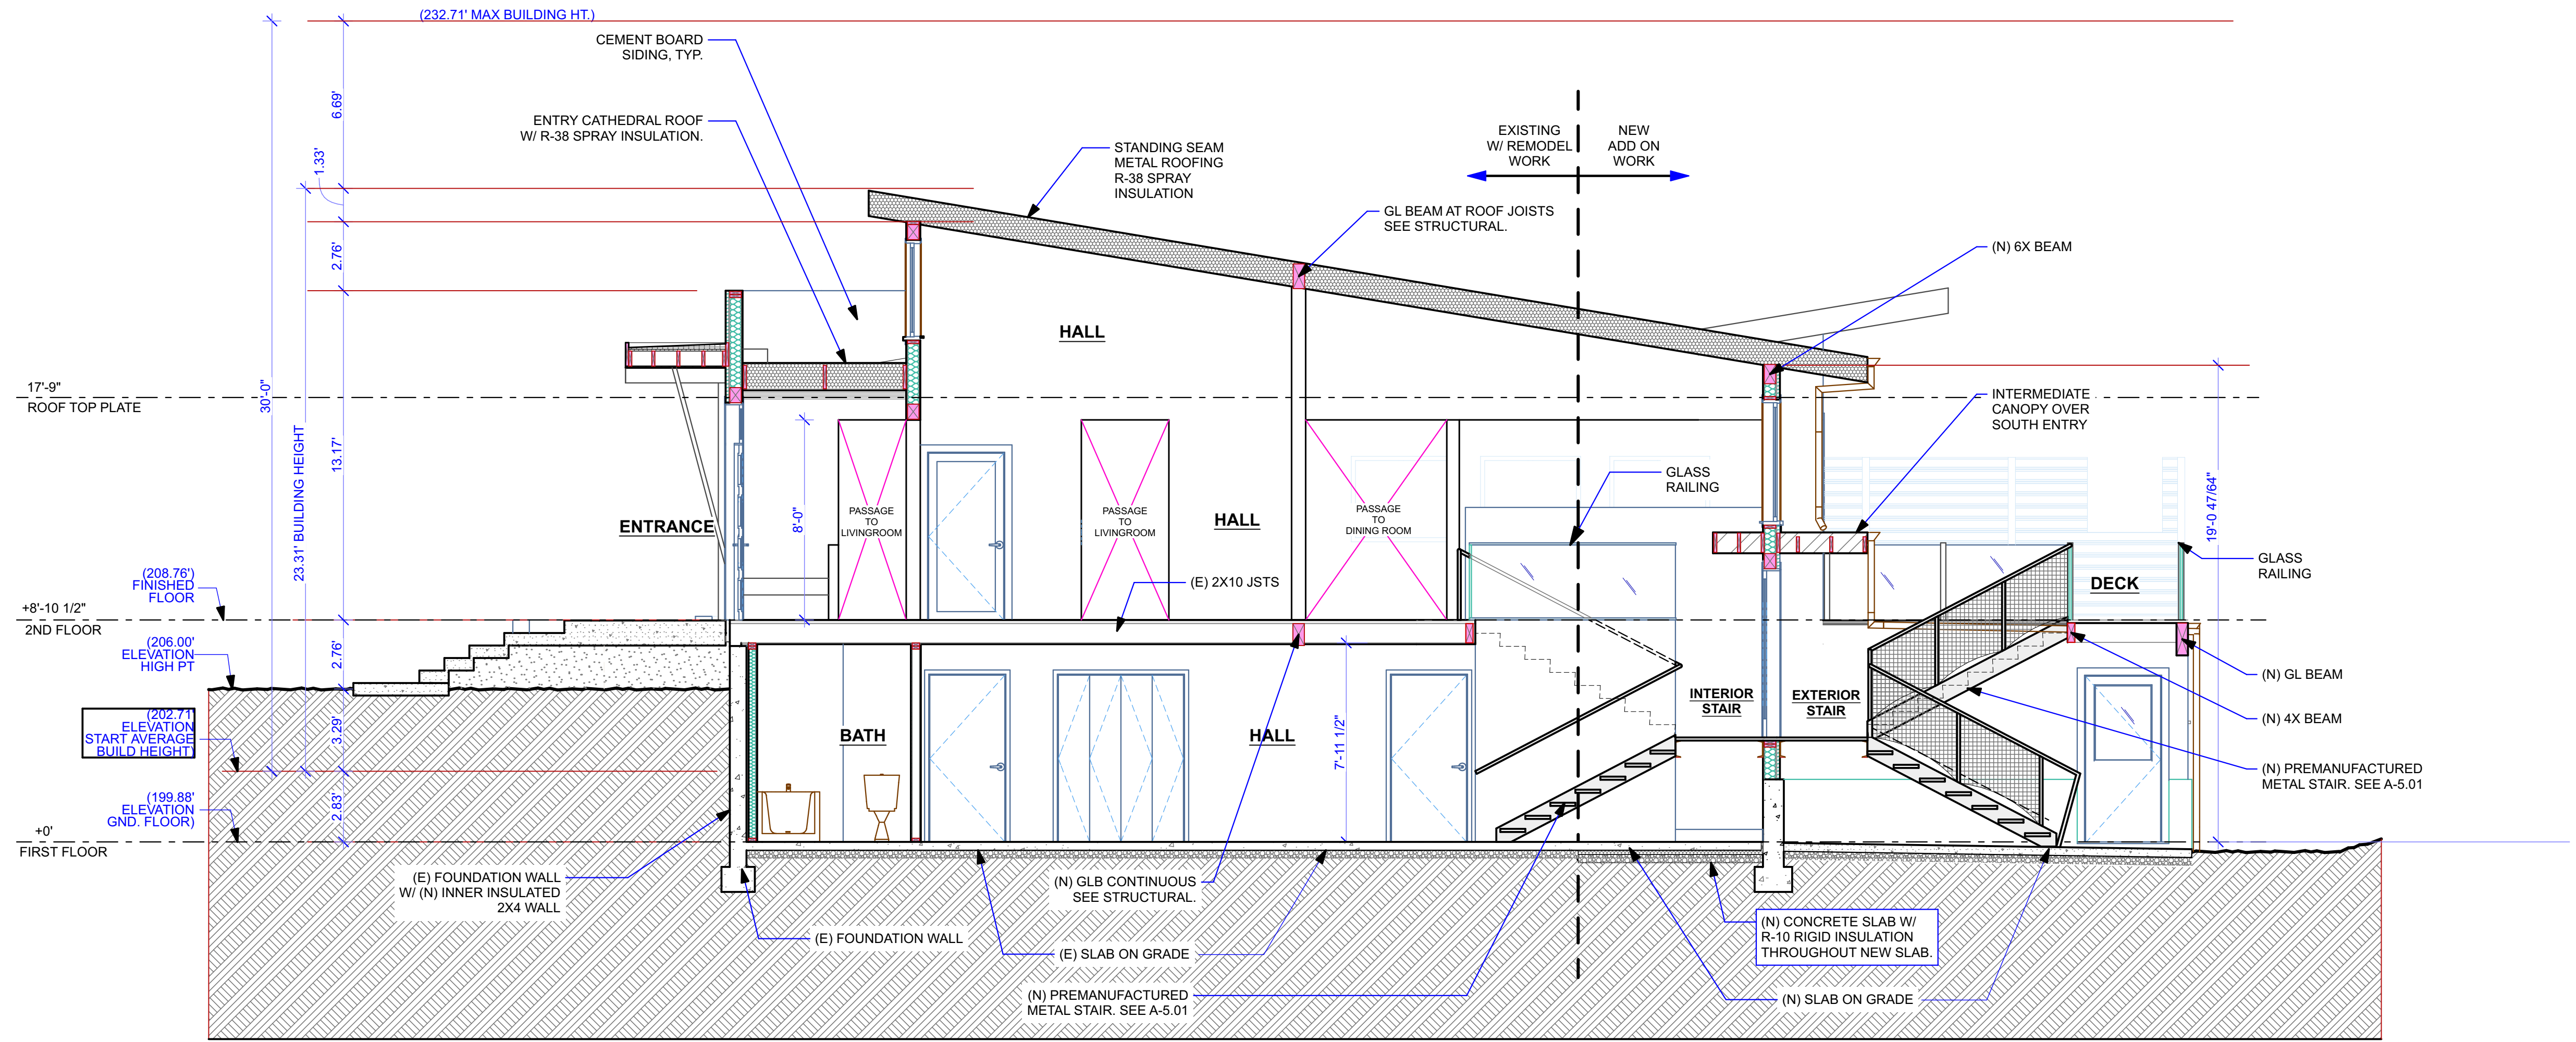 (232.71' MAX BUILDING HT.)
CEMENT BOARD
SIDING, TYP.
ENTRY CATHEDRAL ROOF
W/ R-38 SPRAY INSULATION.
STANDING SEAM
METAL ROOFING
R-38 SPRAY
INSULATION
EXISTING
W/ REMODEL
WORK
NEW
ADD ON
WORK
GL BEAM AT ROOF JOISTS
SEE STRUCTURAL.
(N) 6X BEAM
6.69'
1.33'
2.76'
30'-0"
23.31' BUILDING HEIGHT
13.17'
2.76'
3.29'
2.83'
17'-9"
ROOF TOP PLATE
HALL
INTERMEDIATE
CANOPY OVER
SOUTH ENTRY
GLASS
RAILING
19'-0 47/64"
ENTRANCE
8'-0"
PASSAGE
TO
LIVINGROOM
PASSAGE
TO
LIVINGROOM
HALL
PASSAGE
TO
DINING ROOM
GLASS
RAILING
DECK
(E) 2X10 JSTS
(208.76')
FINISHED
FLOOR
+8'-10 1/2"
2ND FLOOR
(206.00'
ELEVATION
HIGH PT
(202.71'
ELEVATION
START AVERAGE
BUILD HEIGHT)
(199.88'
ELEVATION
GND. FLOOR)
+0'
FIRST FLOOR
BATH
HALL
7'-11 1/2"
INTERIOR
STAIR
EXTERIOR
STAIR
(N) GL BEAM
(N) 4X BEAM
(N) PREMANUFACTURED
METAL STAIR. SEE A-5.01
(E) FOUNDATION WALL
W/ (N) INNER INSULATED
2X4 WALL
(E) FOUNDATION WALL
(N) GLB CONTINUOUS
SEE STRUCTURAL.
(E) SLAB ON GRADE
(N) PREMANUFACTURED
METAL STAIR. SEE A-5.01
(N) CONCRETE SLAB W/
R-10 RIGID INSULATION
THROUGHOUT NEW SLAB.
(N) SLAB ON GRADE